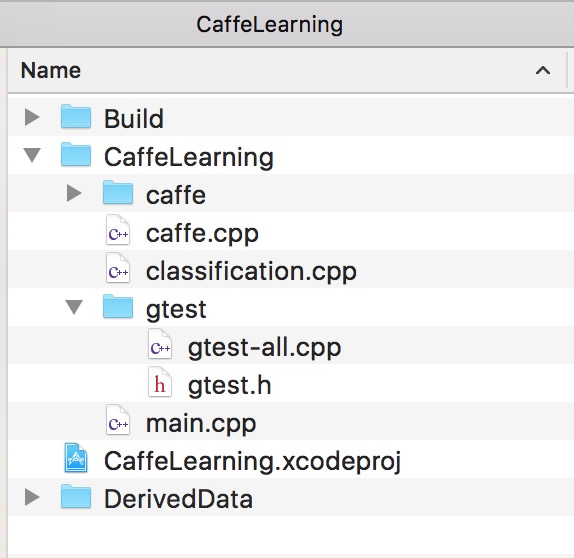 CaffeLearning
Name
Build
CaffeLearning
caffe
C++ caffe.cpp
C++ classification.cpp
gtest
C++ gtest-all.cpp
h gtest.h
C++ main.cpp
CaffeLearning.xcodeproj
DerivedData